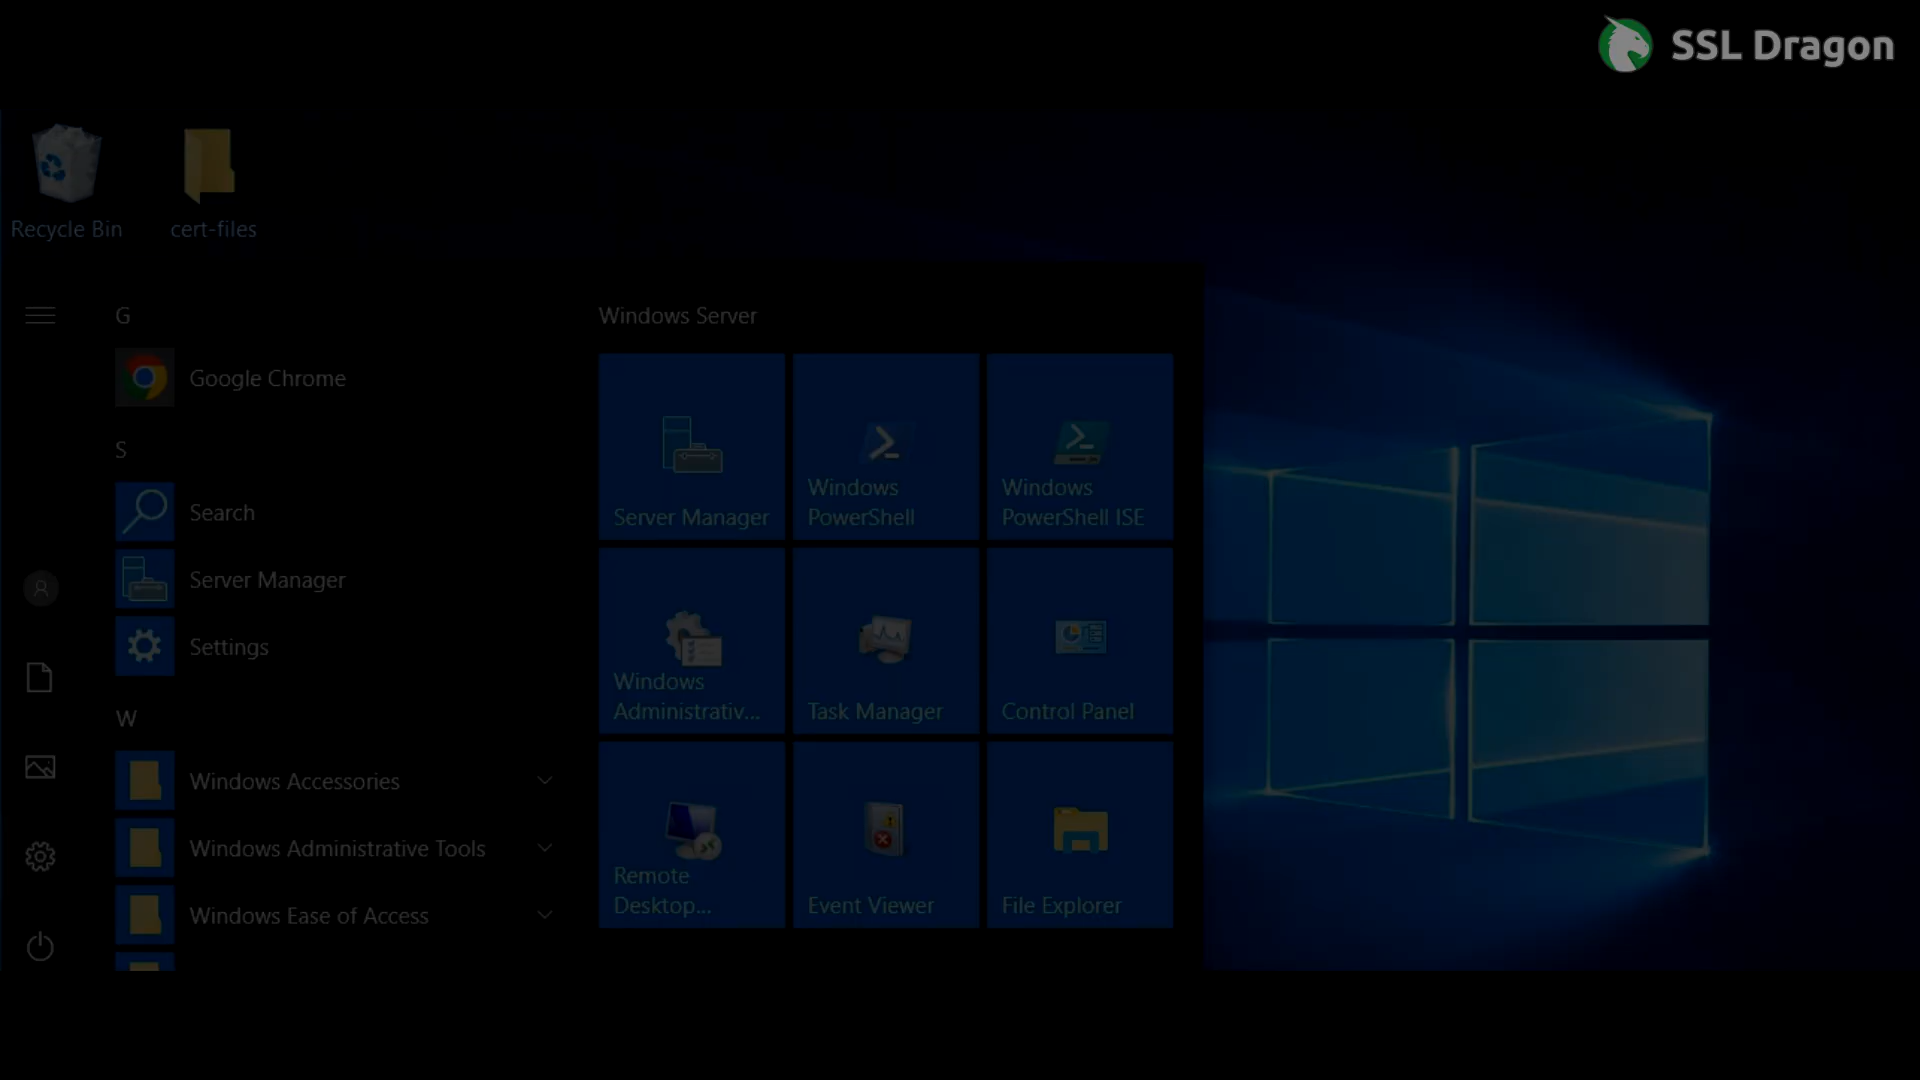 SSL Dragon
Recycle Bin
cert-files
G
Google Chrome
S
Search
Server Manager
Settings
W
Windows Accessories
Windows Administrative Tools
Windows Ease of Access
Windows Server
Server Manager
Windows
PowerShell
Windows
PowerShell ISE
Windows
Administrativ...
Task Manager
Control Panel
Remote
Desktop...
Event Viewer
File Explorer